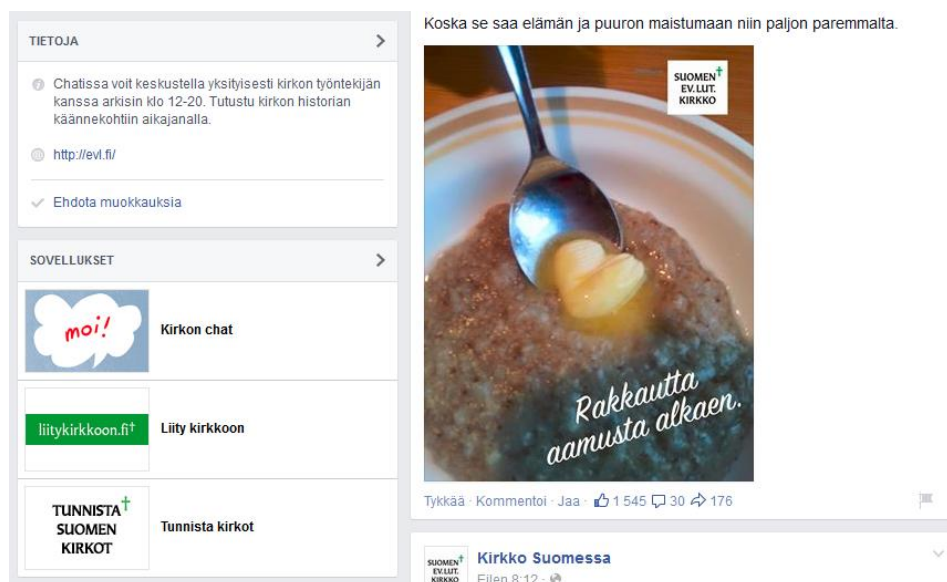 TIETOJA
Chatissa voit keskustella yksityisesti kirkon työntekijän
kanssa arkisin klo 12-20. Tutustu kirkon historian
käännekohtiin aikajanalla.
http://evl.fi/
Ehdota muokkauksia
SOVELLUKSET
moi!
Kirkon chat
liitykirkkoon.fi
Liity kirkkoon
TUNNISTA
SUOMEN
KIRKOT
Tunnista kirkot
Koska se saa elämän ja puuron maistumaan niin paljon paremmalta.
SUOMEN
EV.LUT.
KIRKKO
Rakkautta
aamusta alkaen.
Tykkää · Kommentoi · Jaa · 1 545 30 176
SUOMEN
EV.LUT.
KIRKKO
Kirkko Suomessa
Eilen 8:12 ·